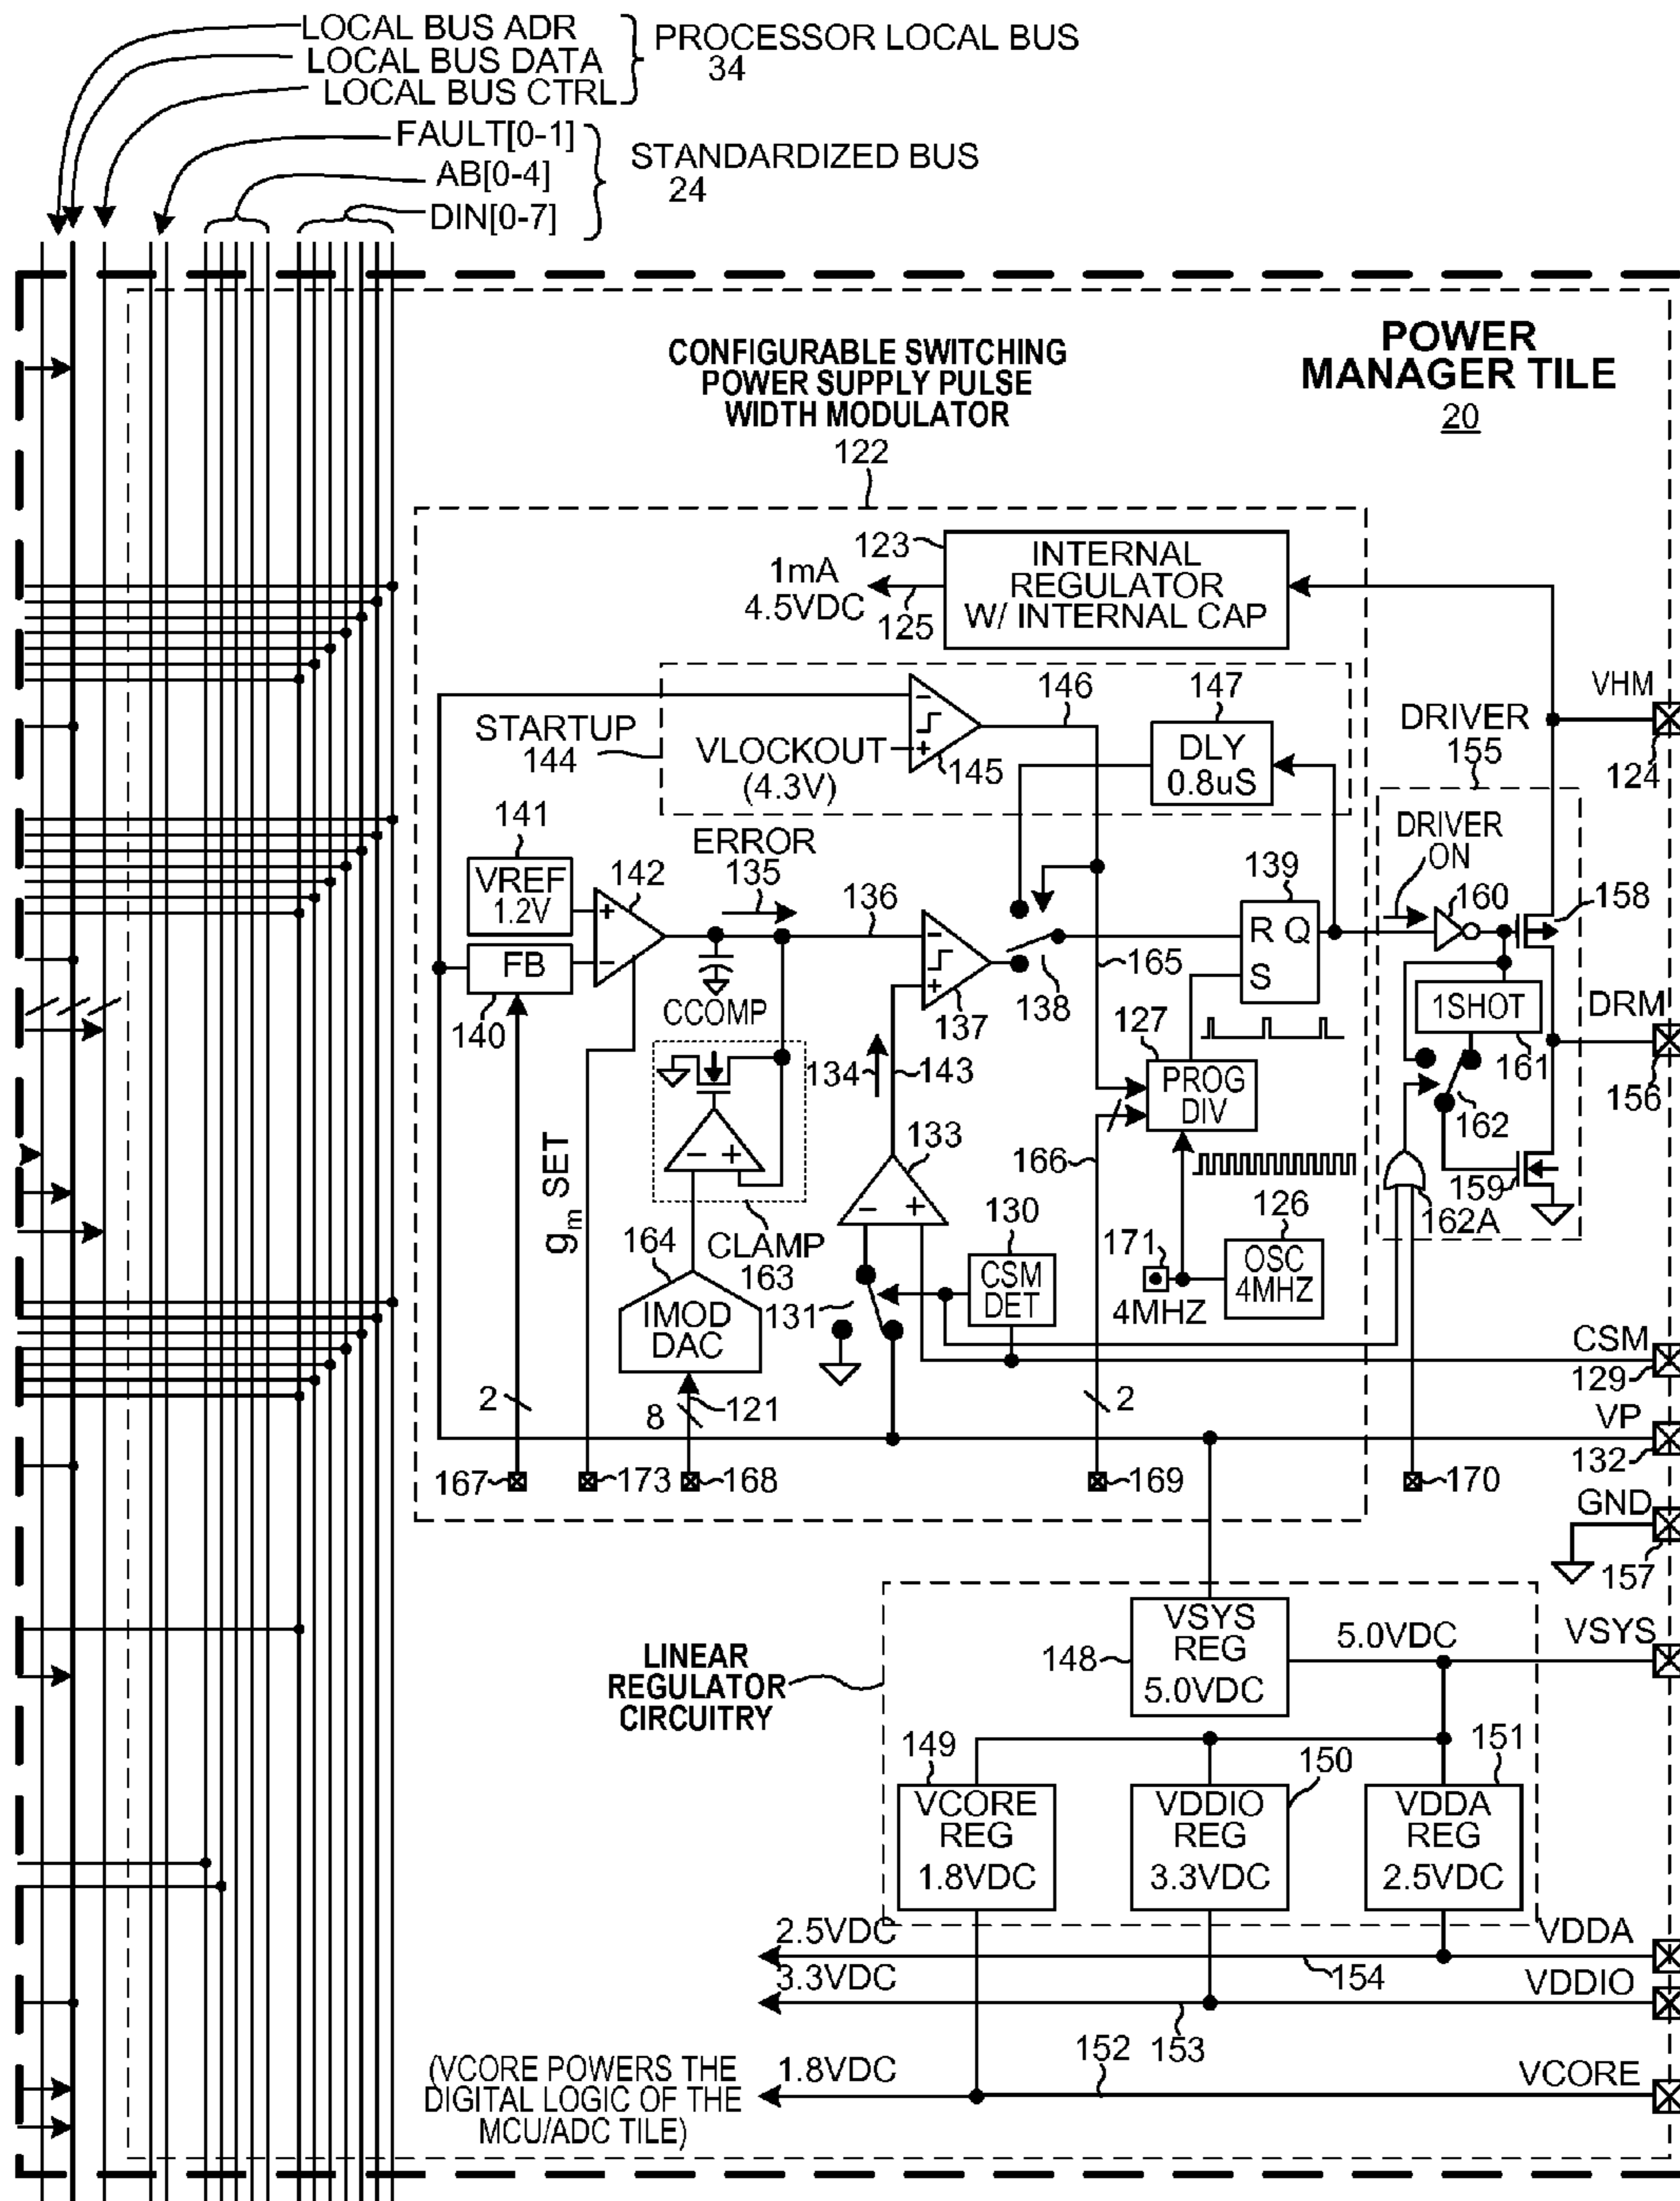 LOCAL BUS ADR
LOCAL BUS DATA
LOCAL BUS CTRL
PROCESSOR LOCAL BUS
34
FAULT[0-1]
AB[0-4]
DIN[0-7]
STANDARDIZED BUS
24
POWER
MANAGER TILE
20
CONFIGURABLE SWITCHING
POWER SUPPLY PULSE
WIDTH MODULATOR
122
123
INTERNAL
REGULATOR
W/ INTERNAL CAP
1mA
4.5VDC
125
STARTUP
144
VLOCKOUT
(4.3V)
−
+
145
146
147
DLY
0.8uS
VHM
124
DRIVER
155
DRIVER
ON
160
158
141
VREF
1.2V
142
+
−
FB
140
ERROR
135
136
CCOMP
−
+
137
138
165
139
R Q
S
1SHOT
161
DRM
156
162
159
162A
134
143
127
PROG
DIV
166
133
−
+
gm SET
− +
CLAMP
163
164
IMOD
DAC
131
130
CSM
DET
171
4MHZ
126
OSC
4MHZ
CSM
129
VP
132
2
8
121
2
167
173
168
169
170
GND
157
LINEAR
REGULATOR
CIRCUITRY
148
VSYS
REG
5.0VDC
5.0VDC
VSYS
149
VCORE
REG
1.8VDC
150
VDDIO
REG
3.3VDC
151
VDDA
REG
2.5VDC
2.5VDC
154
VDDA
3.3VDC
153
VDDIO
(VCORE POWERS THE
DIGITAL LOGIC OF THE
MCU/ADC TILE)
1.8VDC
152
VCORE